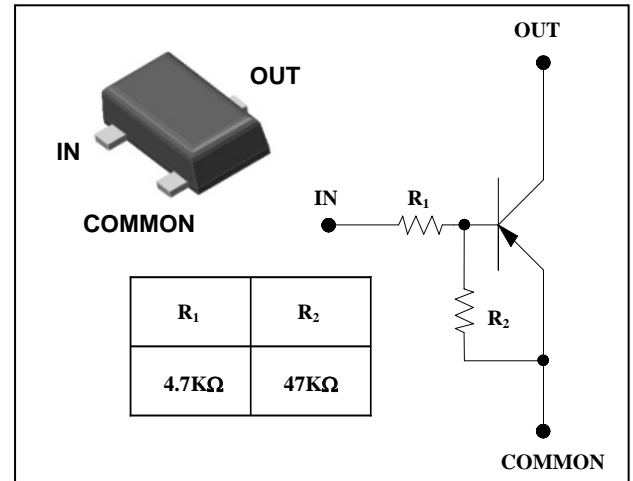 OUT
IN
COMMON
OUT
IN
R₁
R₂
COMMON
R₁ R₂
4.7KΩ 47KΩ